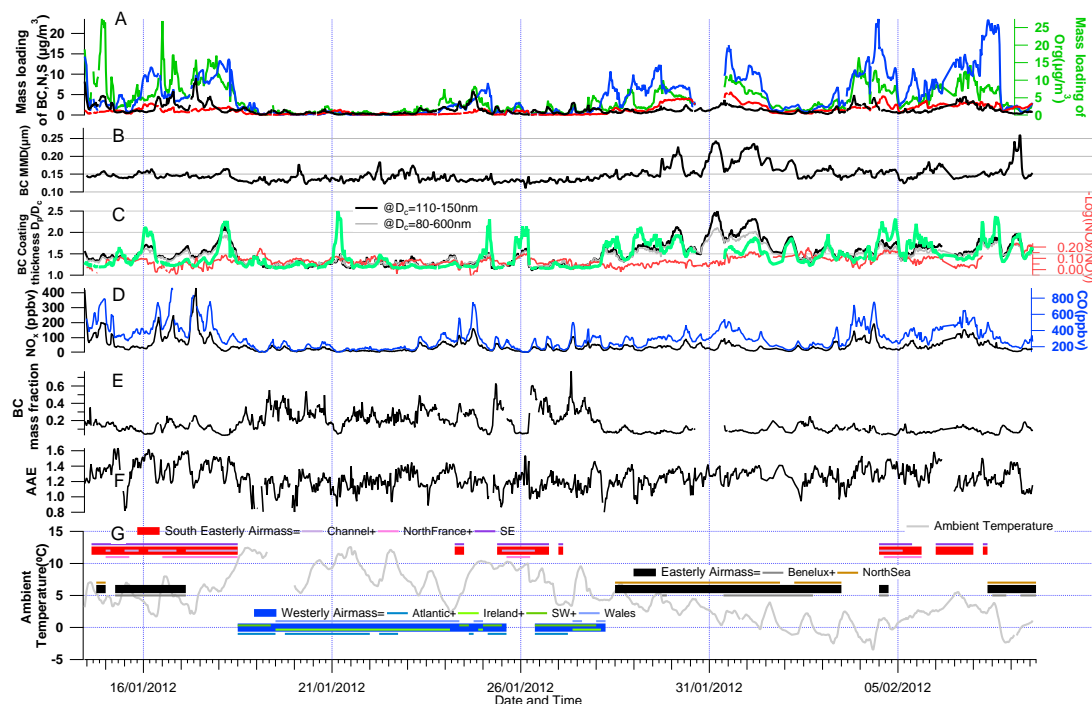 A
Mass loading
of BC,N,S (µg/m³)
20
15
10
5
0
Mass loading of
Org(µg/m³)
25
20
15
10
5
0
B
BC MMD(µm)
0.25
0.20
0.15
0.10
C
BC Coating
thickness Dp/Dc
2.5
2.0
1.5
1.0
@Dc=110-150nm
@Dc=80-600nm
-Log(NOx/NOy)
0.20
0.10
0.00
D
NOx (ppbv)
400
300
200
100
0
CO(ppbv)
800
600
400
200
E
BC
mass fraction
0.6
0.4
0.2
F
AAE
1.6
1.4
1.2
1.0
0.8
G
Ambient
Temperature(ºC)
15
10
5
0
-5
South Easterly Airmass= Channel+ NorthFrance+ SE
Ambient Temperature
Easterly Airmass= Benelux+ NorthSea
Westerly Airmass= Atlantic+ Ireland+ SW+ Wales
16/01/2012 21/01/2012 26/01/2012 31/01/2012 05/02/2012
Date and Time